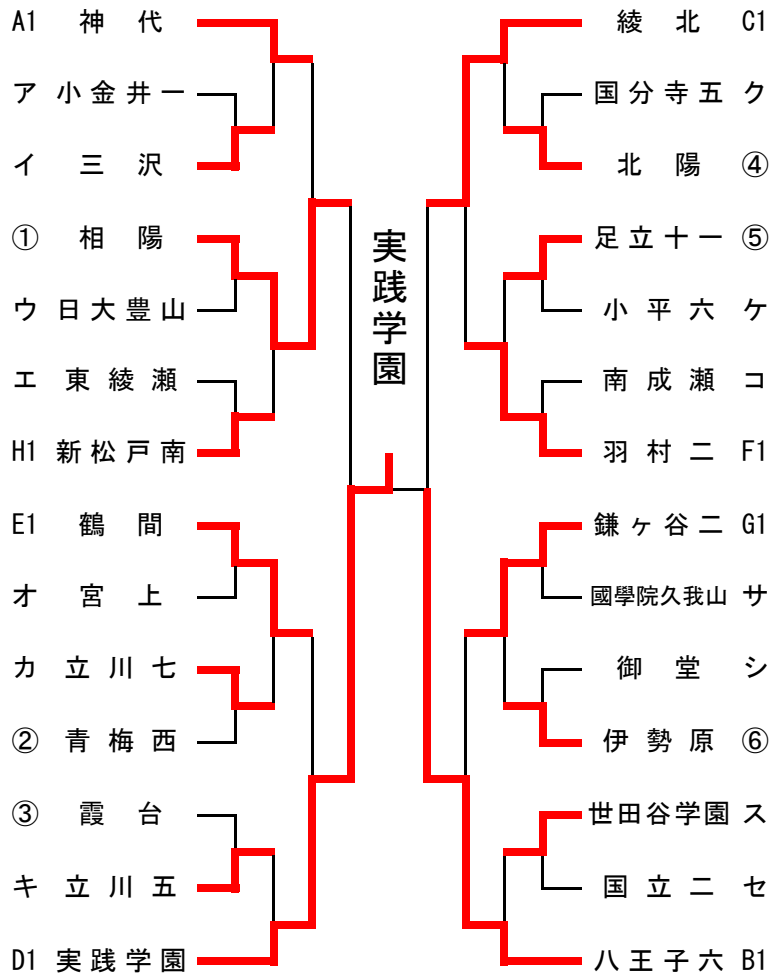 A1 神代
ア 小金井一
イ 三沢
① 相陽
ウ 日大豊山
エ 東綾瀬
H1 新松戸南
E1 鶴間
オ 宮上
カ 立川七
② 青梅西
③ 霞台
キ 立川五
D1 実践学園
実践学園
綾北 C1
国分寺五 ク
北陽 ④
足立十一 ⑤
小平六 ケ
南成瀬 コ
羽村二 F1
鎌ヶ谷二 G1
國學院久我山 サ
御堂 シ
伊勢原 ⑥
世田谷学園 ス
国立二 セ
八王子六 B1